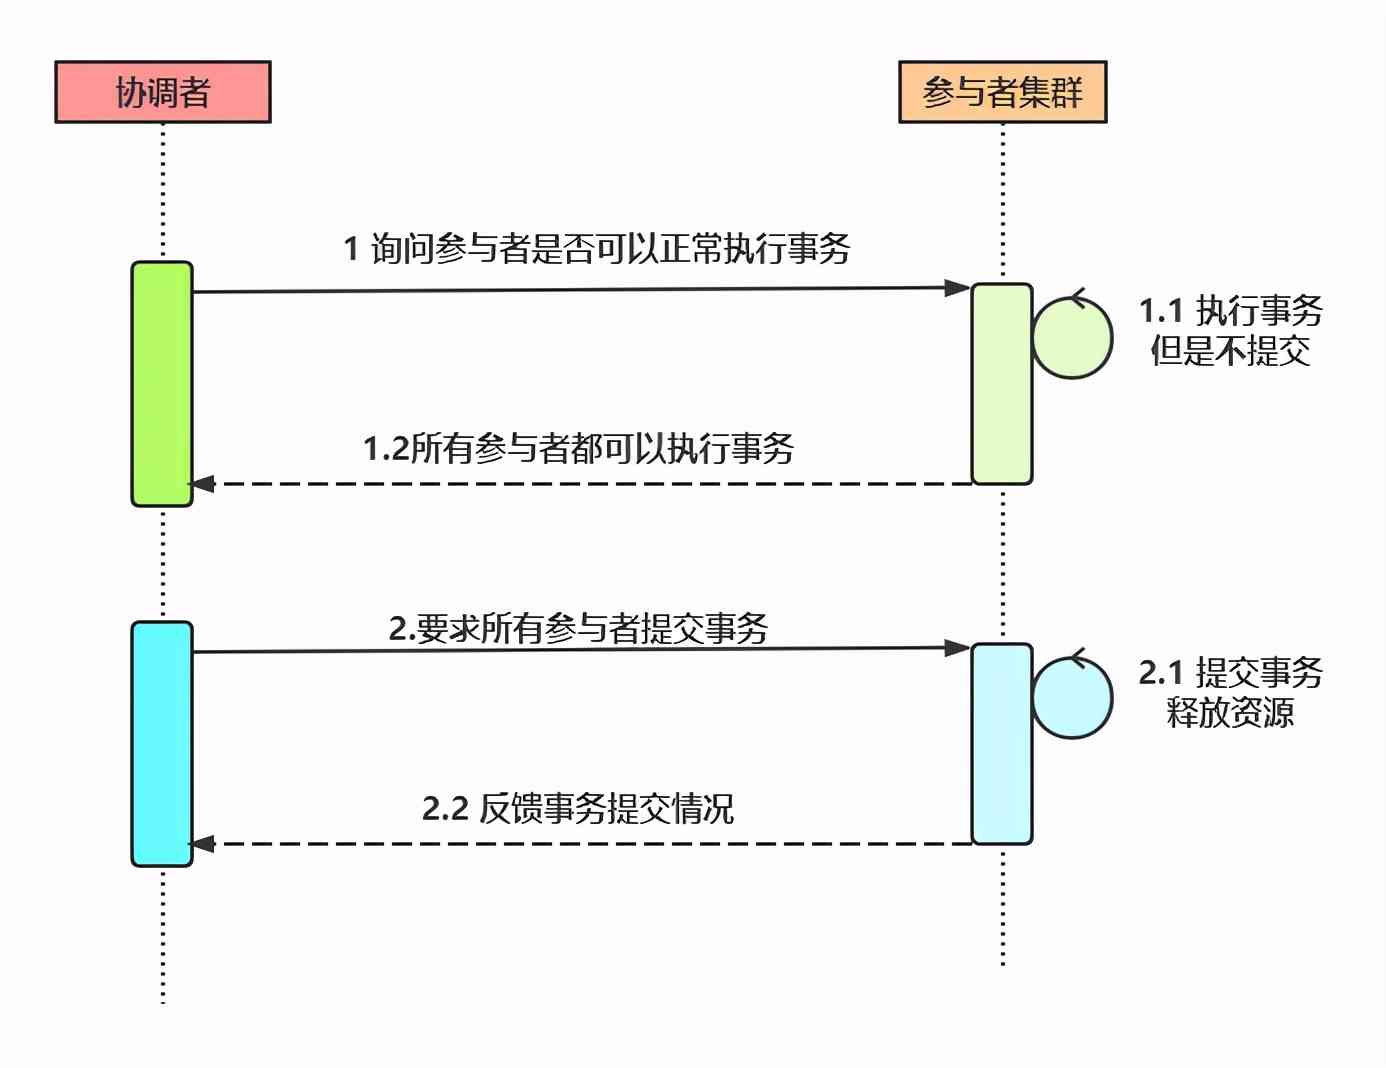 协调者
参与者集群
1 询问参与者是否可以正常执行事务
1.1 执行事务
但是不提交
1.2所有参与者都可以执行事务
2.要求所有参与者提交事务
2.1 提交事务
释放资源
2.2 反馈事务提交情况